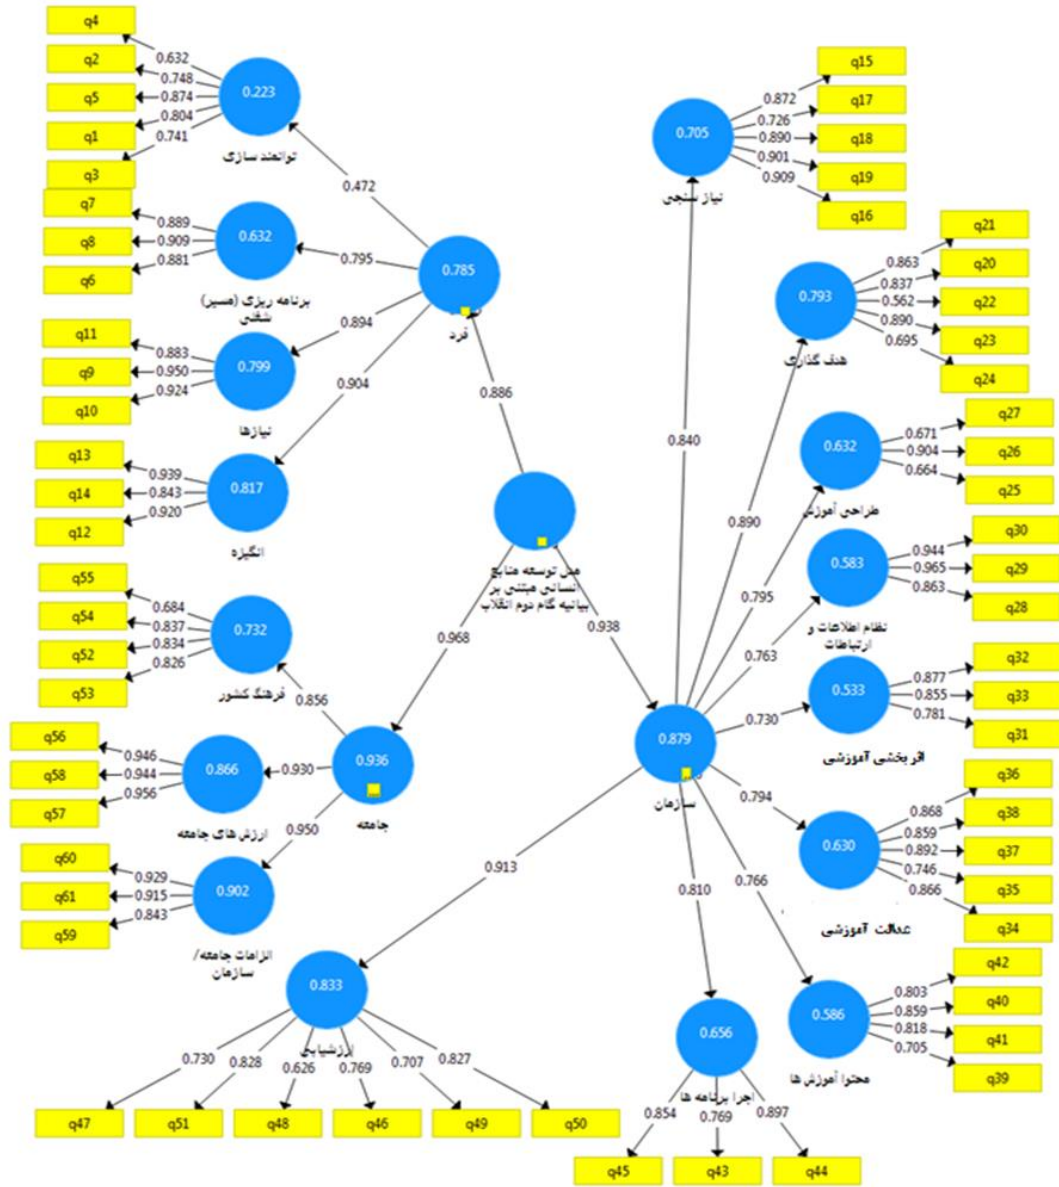 q4
q2
q5
q1
q3
0.632
0.748
0.874
0.804
0.741
0.223
توانمند سازی
0.472
q7
q8
q6
0.889
0.909
0.881
0.632
برنامه ریزی (مسیر)
شغلی
0.795
q11
q9
q10
0.883
0.950
0.924
0.799
نیازها
0.894
q13
q14
q12
0.939
0.843
0.920
0.817
انگیزه
0.904
0.785
فرد
0.886
مدل توسعه منابع
انسانی مبتنی بر
بیانیه گام دوم انقلاب
0.968
0.938
q55
q54
q52
q53
0.684
0.837
0.834
0.826
0.732
فرهنگ کشور
0.856
q56
q58
q57
0.946
0.944
0.956
0.866
ارزش های جامعه
0.930
q60
q61
q59
0.929
0.915
0.843
0.902
الزامات جامعه/
سازمان
0.950
0.936
جامعه
q15
q17
q18
q19
q16
0.872
0.726
0.890
0.901
0.909
0.705
نیاز سنجی
0.840
q21
q20
q22
q23
q24
0.863
0.837
0.562
0.890
0.695
0.793
هدف گذاری
0.890
q27
q26
q25
0.671
0.904
0.664
0.632
طراحی آموزش
0.795
q30
q29
q28
0.944
0.965
0.863
0.583
نظام اطلاعات و
ارتباطات
0.763
q32
q33
q31
0.877
0.855
0.781
0.533
اثر بخشی آموزشی
0.730
0.879
سازمان
q36
q38
q37
q35
q34
0.868
0.859
0.892
0.746
0.866
0.630
عدالت آموزشی
0.794
q42
q40
q41
q39
0.803
0.859
0.818
0.705
0.586
محتوا آموزش ها
0.766
0.810
0.656
اجرا برنامه ها
0.854
0.769
0.897
q45
q43
q44
0.913
0.833
ارزشیابی
0.730
0.828
0.626
0.769
0.707
0.827
q47
q51
q48
q46
q49
q50